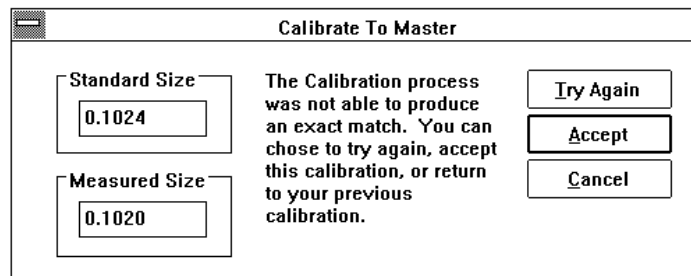 Calibrate To Master
Standard Size
0.1024
Measured Size
0.1020
The Calibration process
was not able to produce
an exact match. You can
chose to try again, accept
this calibration, or return
to your previous
calibration.
Try Again
Accept
Cancel